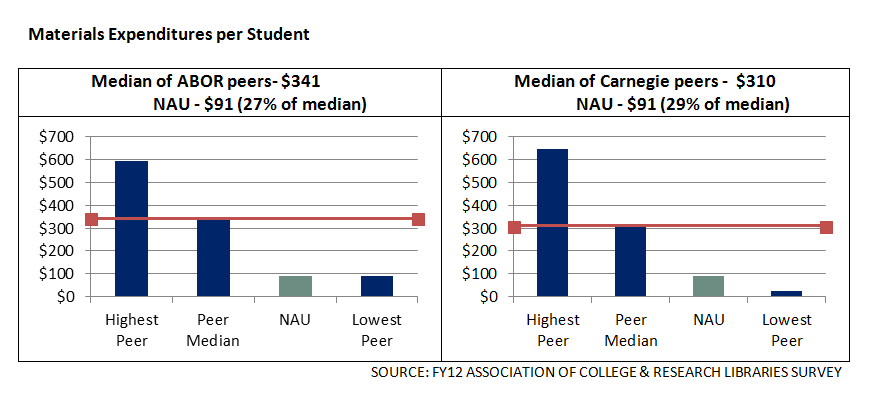 Materials Expenditures per Student
Median of ABOR peers- $341
NAU - $91 (27% of median)
$700
$600
$500
$400
$300
$200
$100
$0
Highest Peer
Peer Median
NAU
Lowest Peer
Median of Carnegie peers - $310
NAU - $91 (29% of median)
$700
$600
$500
$400
$300
$200
$100
$0
Highest Peer
Peer Median
NAU
Lowest Peer
SOURCE: FY12 ASSOCIATION OF COLLEGE & RESEARCH LIBRARIES SURVEY